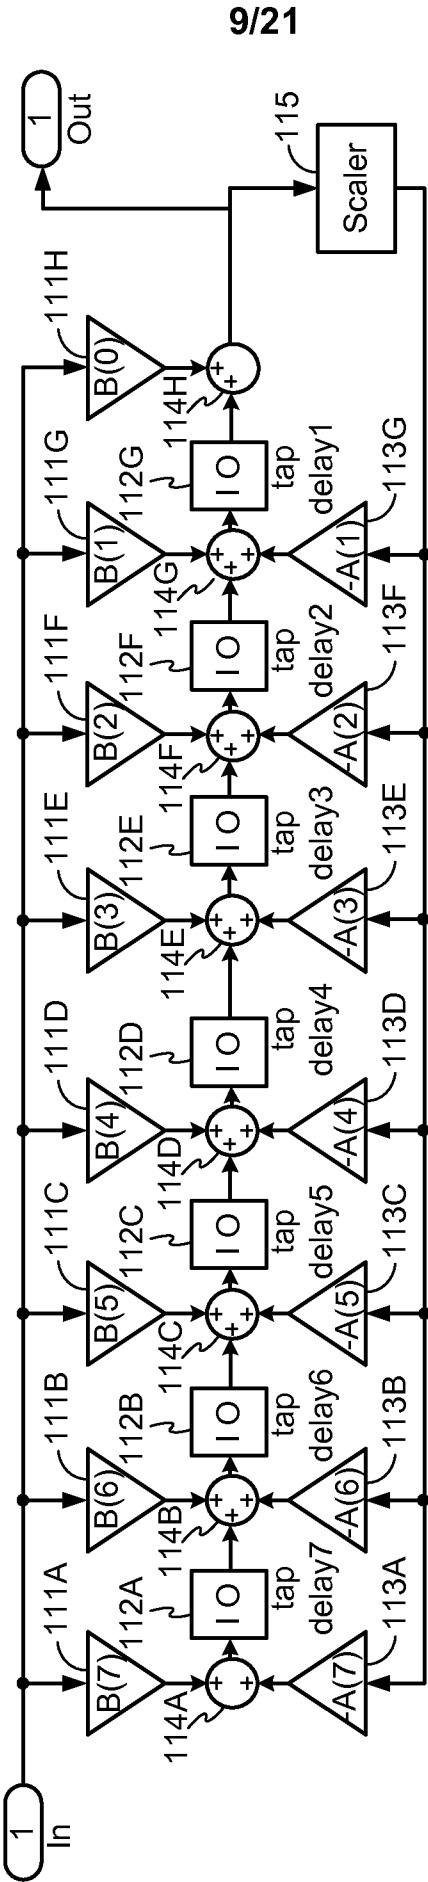 9/21
1
In
1
Out
111A
111B
111C
111D
111E
111F
111G
111H
B(7)
B(6)
B(5)
B(4)
B(3)
B(2)
B(1)
B(0)
112A
112B
112C
112D
112E
112F
112G
114A
114B
114C
114D
114E
114F
114G
114H
+ +
+ + +
+ + +
+ + +
+ + +
+ + +
+ + +
+ +
I O
I O
I O
I O
I O
I O
I O
tap
delay7
tap
delay6
tap
delay5
tap
delay4
tap
delay3
tap
delay2
tap
delay1
-A(7)
-A(6)
-A(5)
-A(4)
-A(3)
-A(2)
-A(1)
113A
113B
113C
113D
113E
113F
113G
115
Scaler